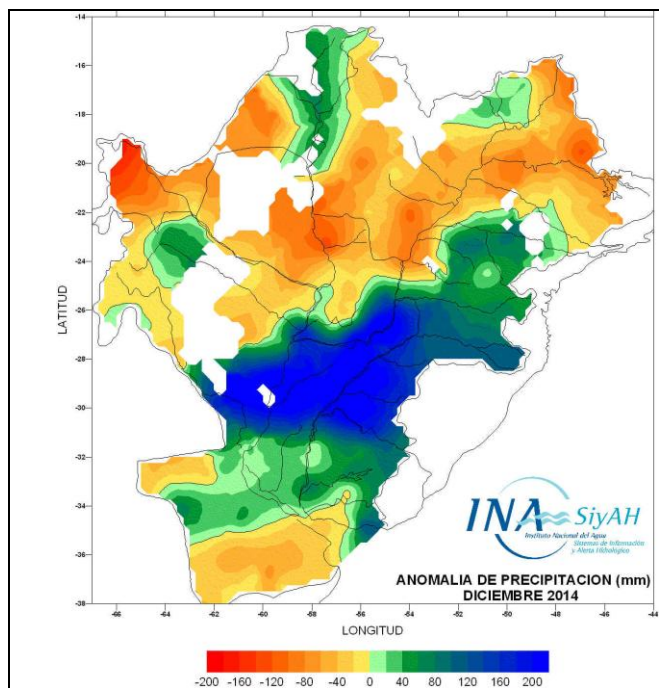 -14
-16
-18
-20
-22
-24
-26
-28
-30
-32
-34
-36
-38
LATITUD
-66 -64 -62 -60 -58 -56 -54 -52 -50 -48 -46 -44
LONGITUD
INA SiyAH
Instituto Nacional del Agua
Sistemas de Información
y Alerta Hidrológico
ANOMALIA DE PRECIPITACION (mm)
DICIEMBRE 2014
-200 -160 -120 -80 -40 0 40 80 120 160 200